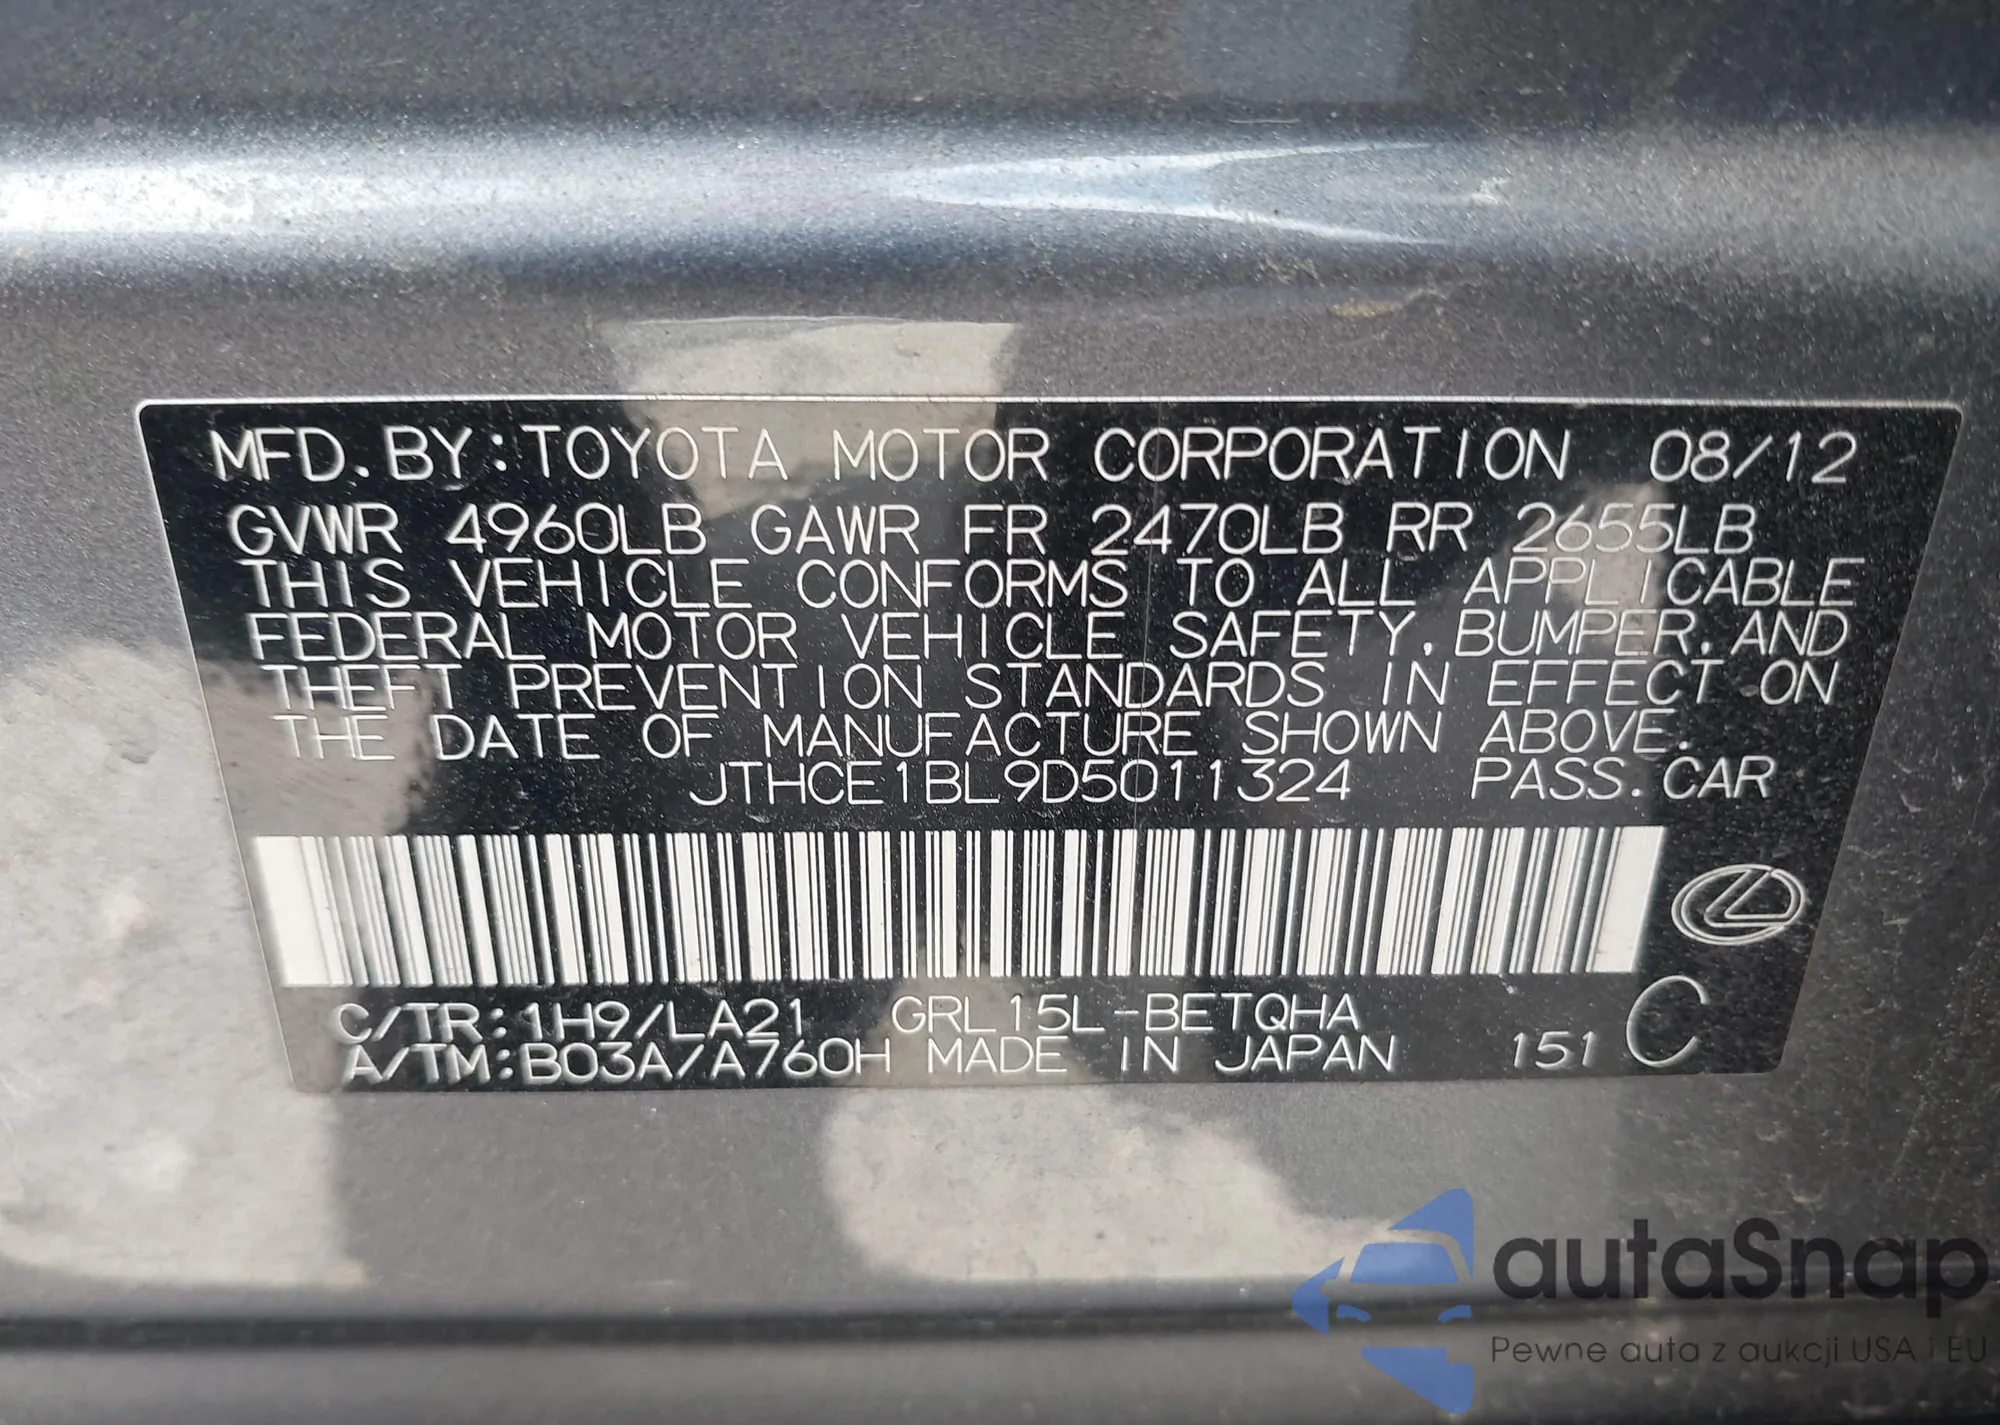 MFD. BY: TOYOTA MOTOR CORPORATION 08/12
GVWR 4960LB GAWR FR 2470LB RR 2655LB
THIS VEHICLE CONFORMS TO ALL APPLICABLE
FEDERAL MOTOR VEHICLE SAFETY, BUMPER, AND
THEFT PREVENTION STANDARDS IN EFFECT ON
THE DATE OF MANUFACTURE SHOWN ABOVE.
JTHCE1BL9D5011324 PASS. CAR
C/TR: 1H9/LA21 GRL15L-BETQHA
A/TM: B03A/A760H MADE IN JAPAN 151 C
autaSnap
Pewne auta z aukcji USA i EU